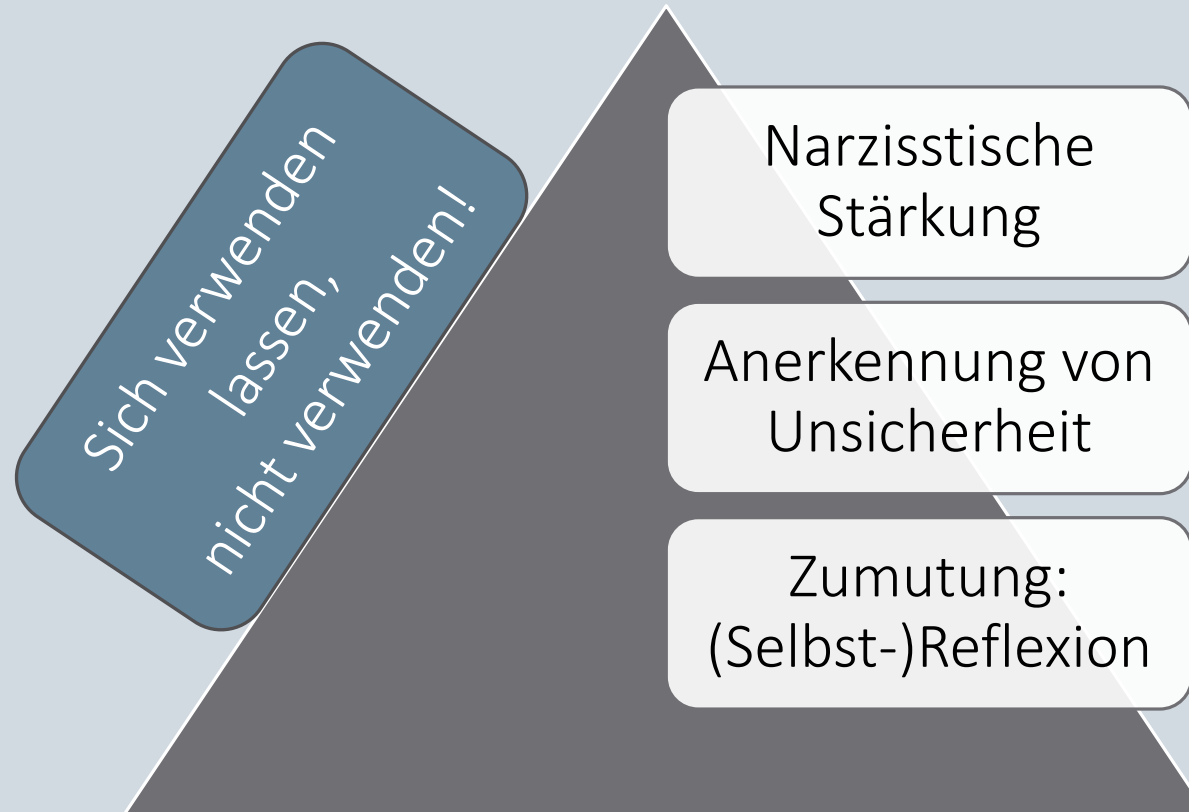 Sich verwenden
lassen,
nicht verwenden!
Narzisstische
Stärkung
Anerkennung von
Unsicherheit
Zumutung:
(Selbst-)Reflexion